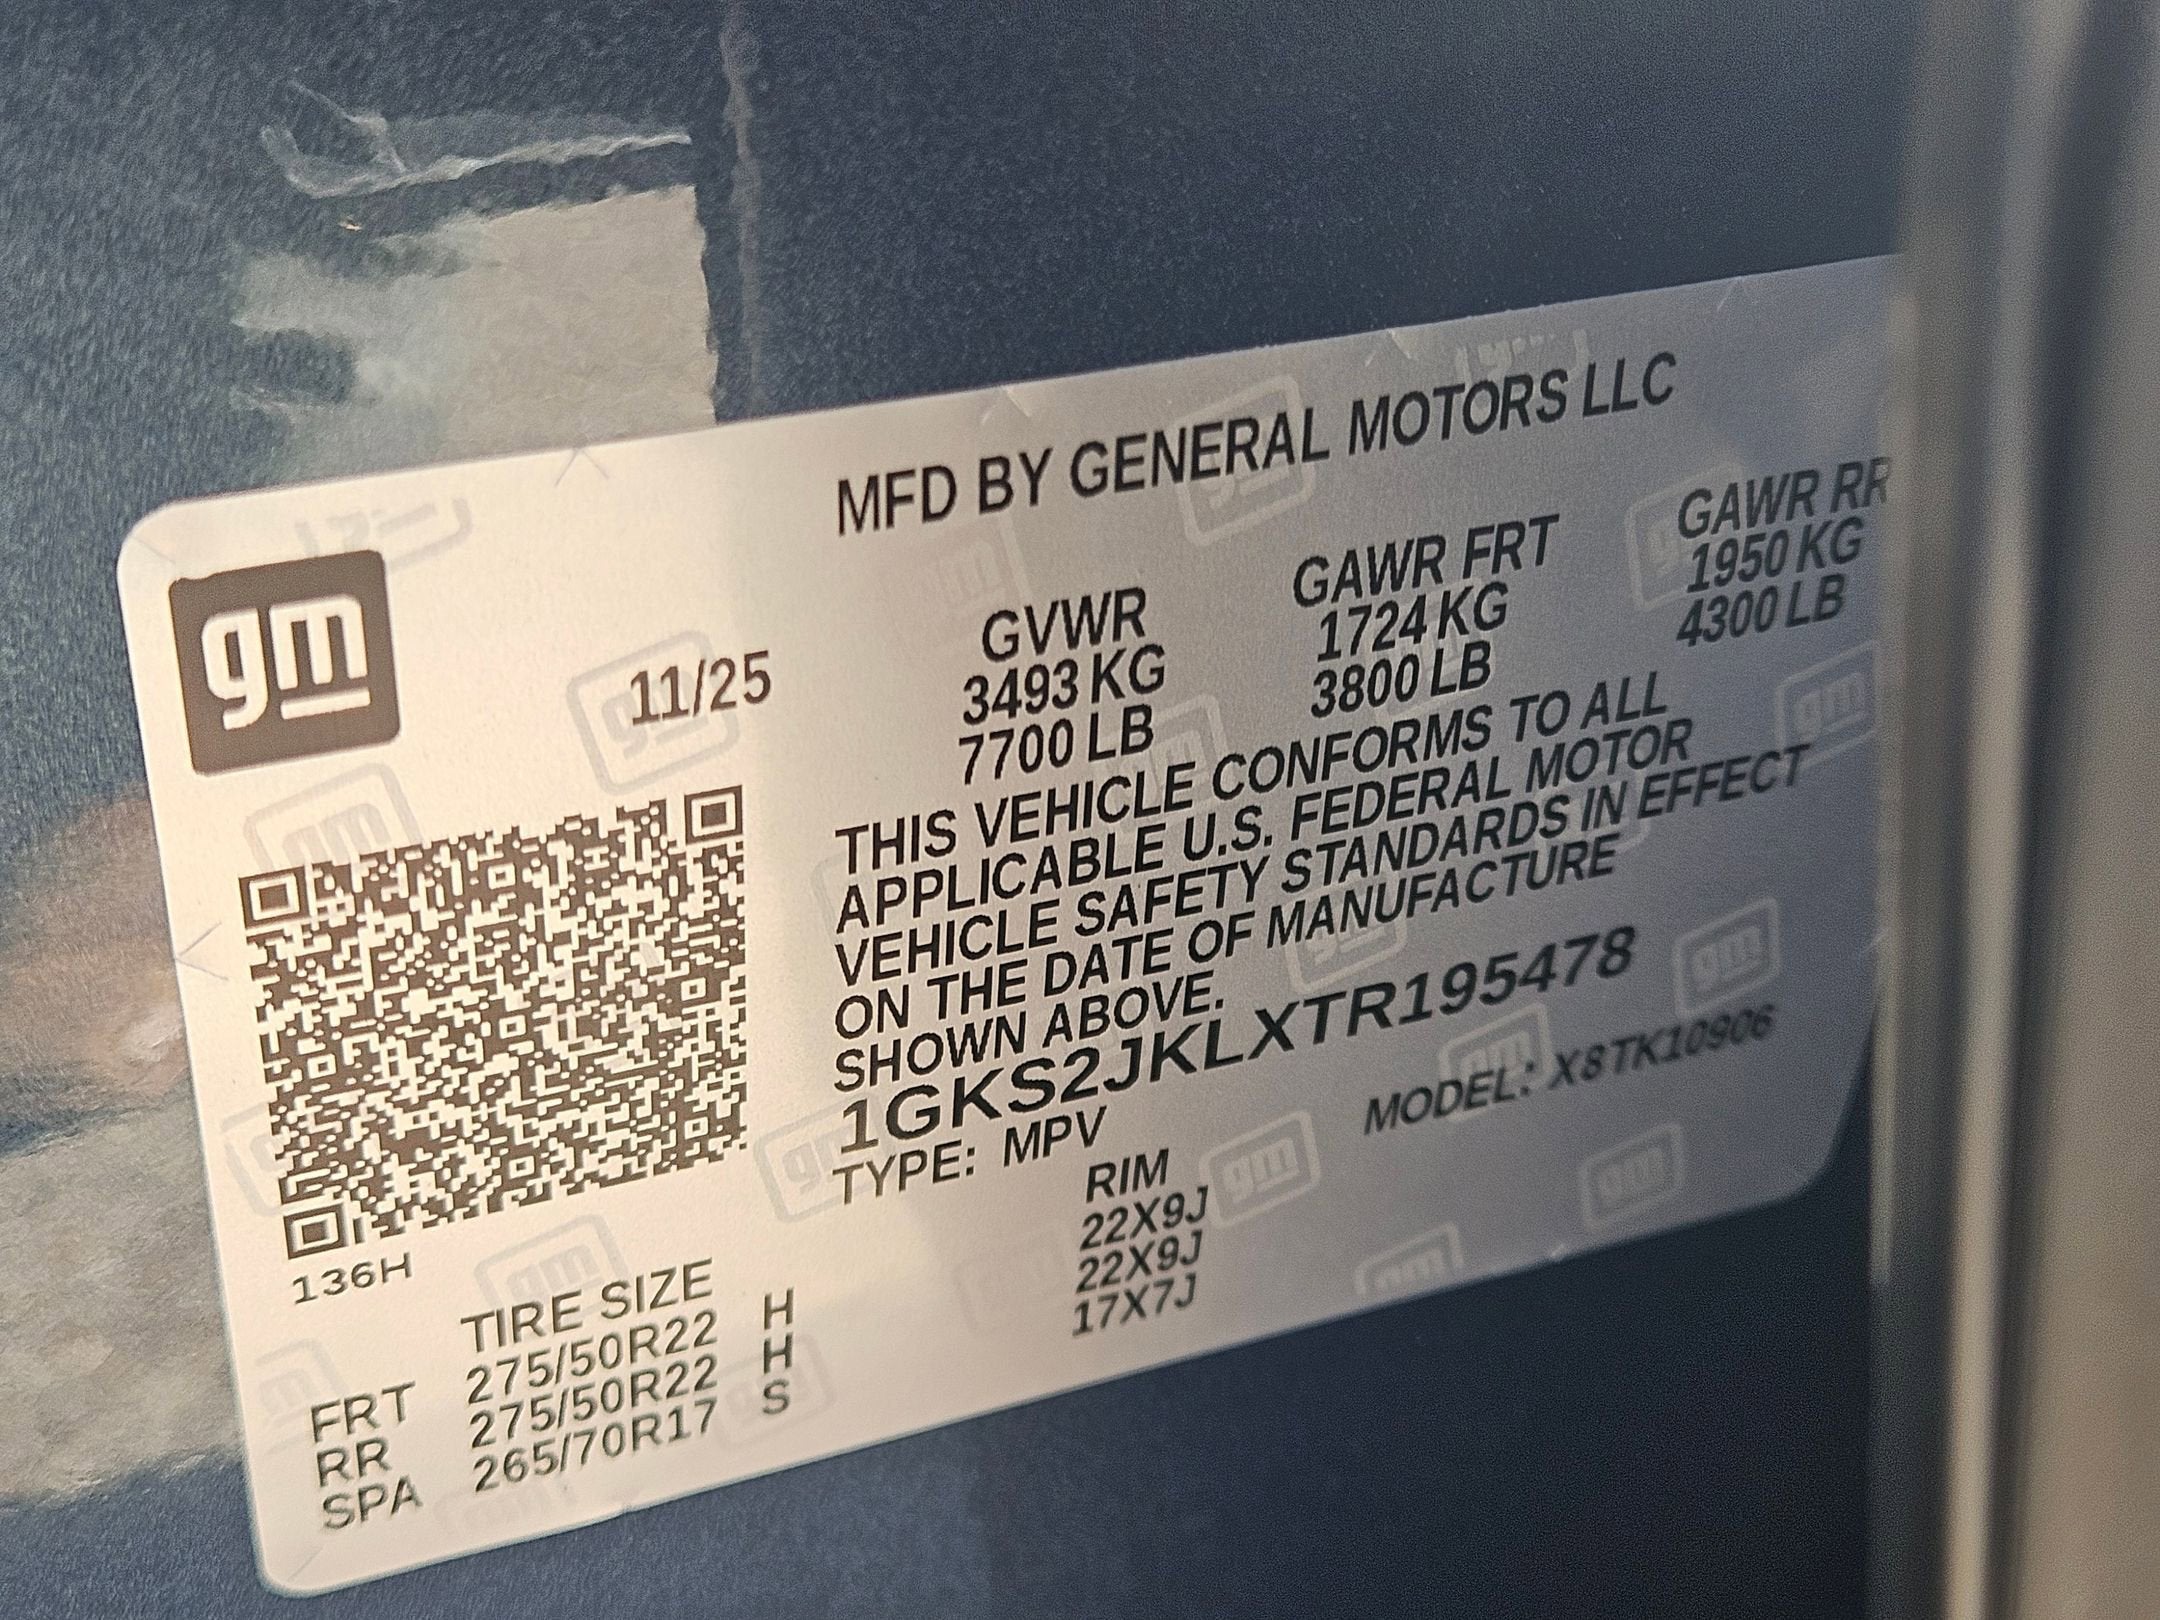 gm
MFD BY GENERAL MOTORS LLC
11/25
GVWR GAWR FRT GAWR RR
3493 KG 1724 KG 1950 KG
7700 LB 3800 LB 4300 LB
THIS VEHICLE CONFORMS TO ALL
APPLICABLE U.S. FEDERAL MOTOR
VEHICLE SAFETY STANDARDS IN EFFECT
ON THE DATE OF MANUFACTURE
SHOWN ABOVE.
1GKS2JKLXTR195478
TYPE: MPV MODEL: X8TK10906
136H
TIRE SIZE RIM
FRT 275/50R22 H 22X9J
RR 275/50R22 H 22X9J
SPA 265/70R17 S 17X7J